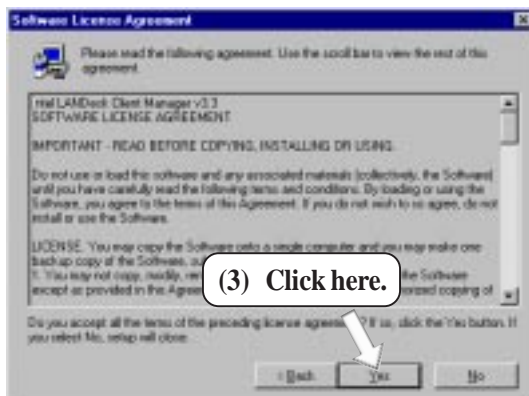 Software License Agreement
Please read the following agreement. Use the scroll bar to view the rest of this
agreement.
Intel LANDesk Client Manager v3.3
SOFTWARE LICENSE AGREEMENT
IMPORTANT - READ BEFORE COPYING, INSTALLING OR USING.
Do not use or load this software and any associated materials (collectively, the Software)
until you have carefully read the following terms and conditions. By loading or using the
Software, you agree to the terms of this Agreement. If you do not wish to so agree, do not
install or use the Software.
LICENSE. You may copy the Software onto a single computer and you may make one
backup copy of the Software, su
1. You may not copy, modify, re the Software
except as provided in the Agree orized copying of
(3) Click here.
Do you accept all the terms of the preceding license agreement? If so, click the Yes button. If
you select No, setup will close.
< Back
Yes
No